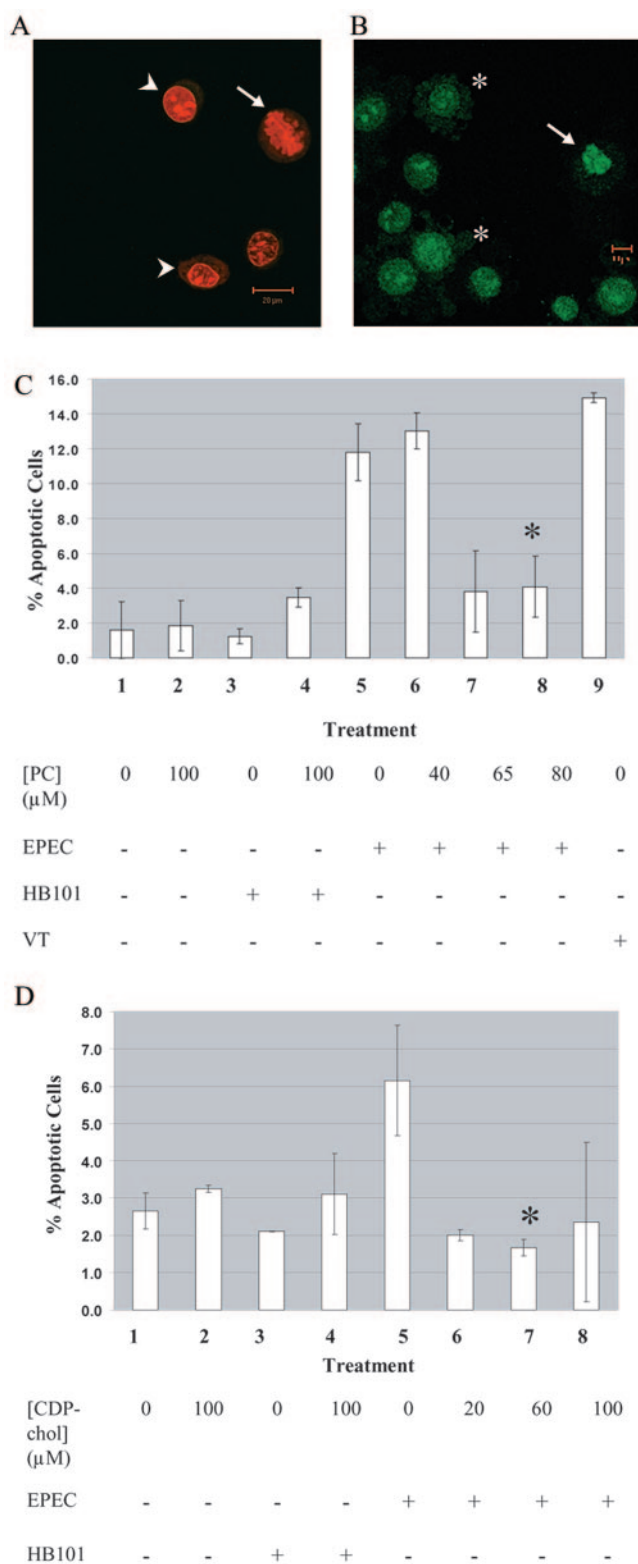 A
B
*
*
20 µm
C
16.0
14.0
12.0
10.0
8.0
6.0
4.0
2.0
0.0
% Apoptotic Cells
*
1 2 3 4 5 6 7 8 9
Treatment
[PC] 0 100 0 100 0 40 65 80 0
(µM)
EPEC - - - - + + + + -
HB101 - - + + - - - - -
VT - - - - - - - - +
D
8.0
7.0
6.0
5.0
4.0
3.0
2.0
1.0
0.0
% Apoptotic Cells
*
1 2 3 4 5 6 7 8
Treatment
[CDP- 0 100 0 100 0 20 60 100
chol]
(µM)
EPEC - - - - + + + +
HB101 - - + + - - - -